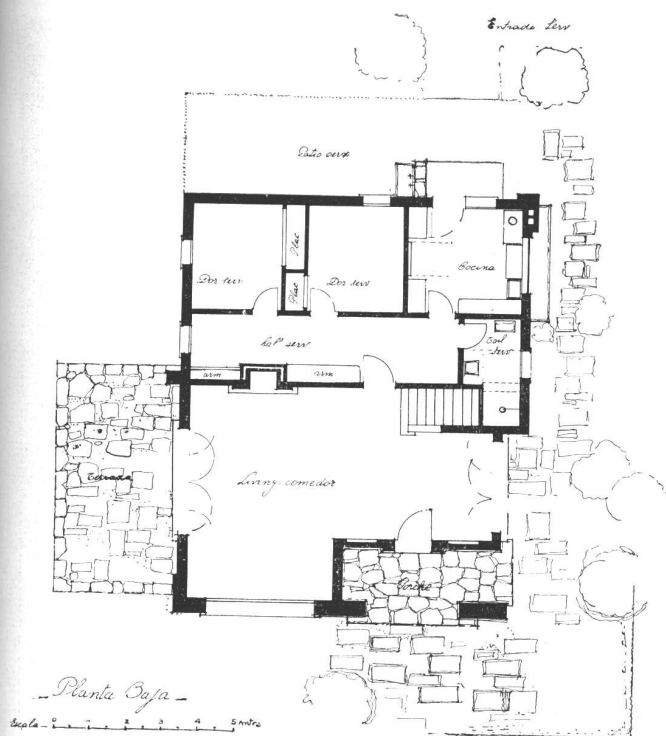 Entrada Serv
Patio serv
Plac
Dor serv
Plac
Dor serv
Cocina
hall serv
Toil
serv
arm
arm
Terraza
Living-comedor
Porche
Planta Baja
Escala 0 1 2 3 4 5 mtrs